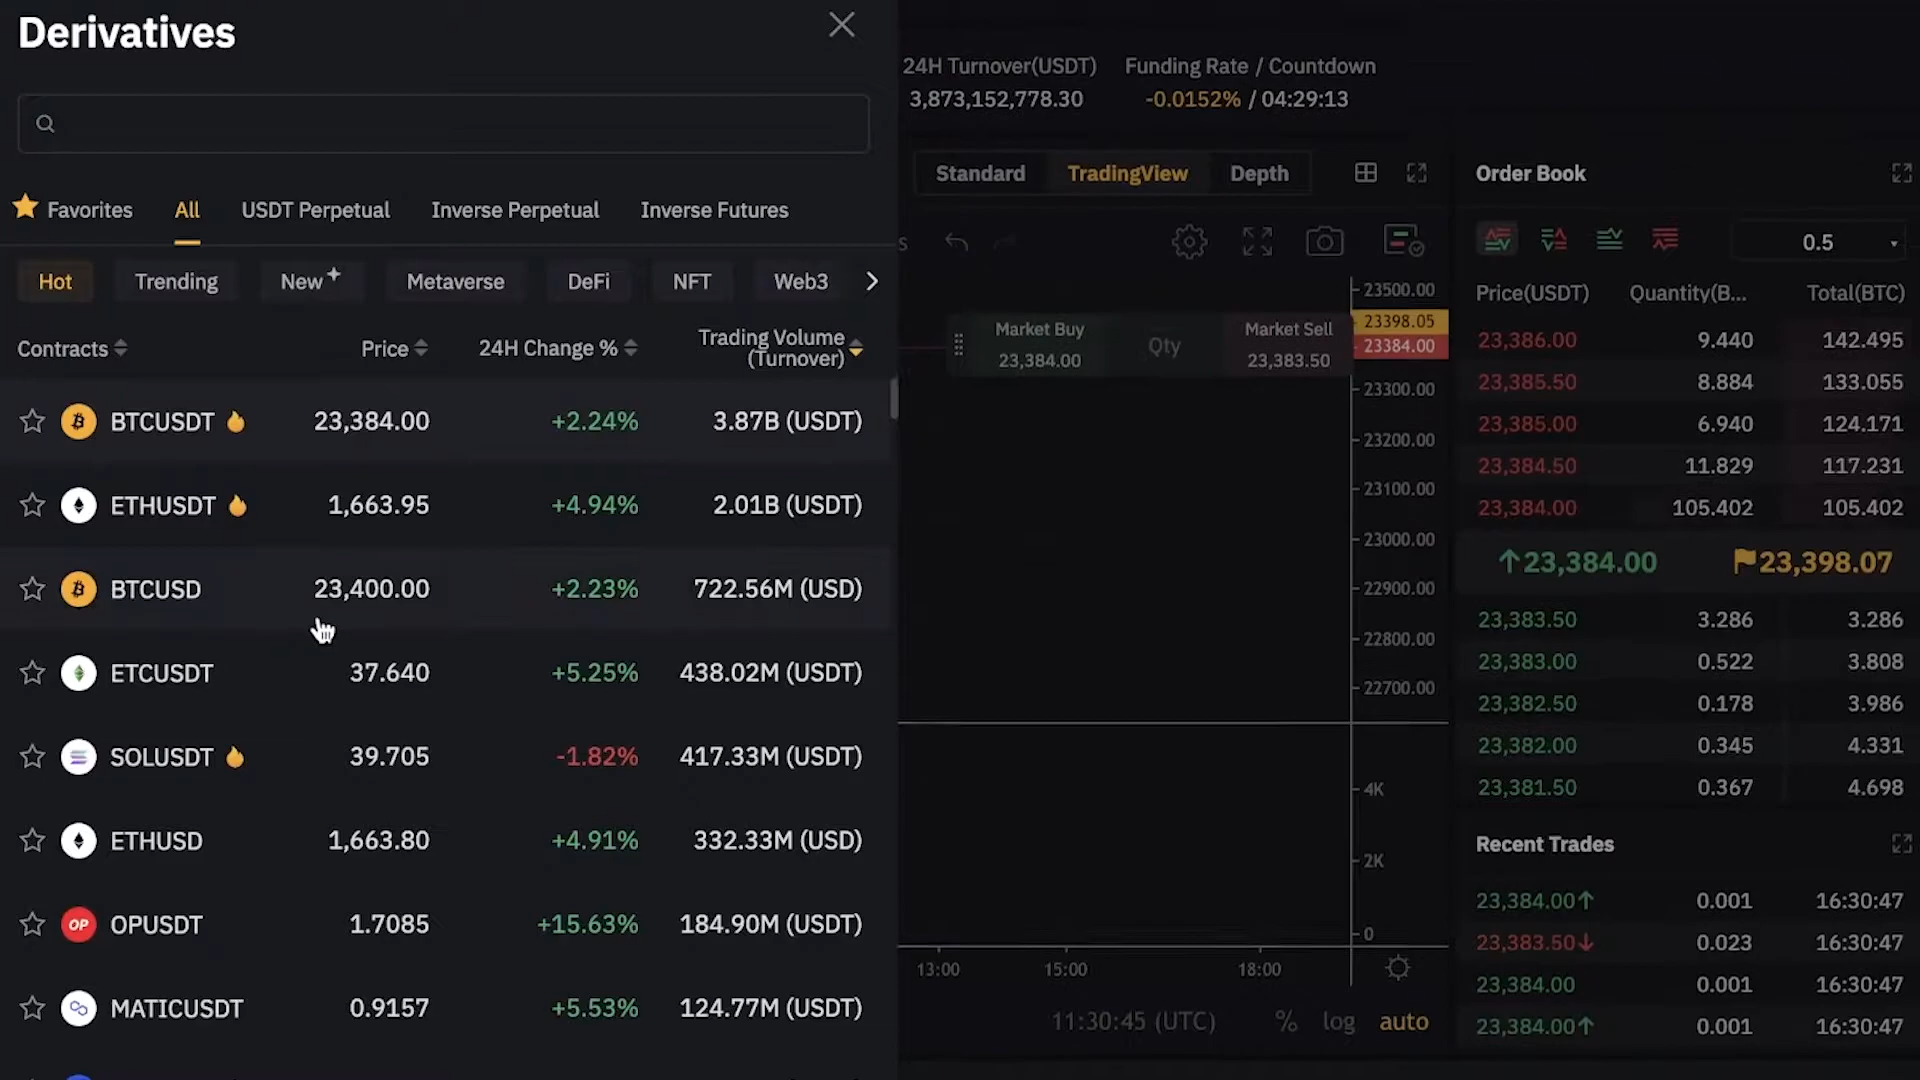 Derivatives
Favorites All USDT Perpetual Inverse Perpetual Inverse Futures
Hot Trending New Metaverse DeFi NFT Web3
Contracts Price 24H Change % Trading Volume (Turnover)
BTCUSDT 23,384.00 +2.24% 3.87B (USDT)
ETHUSDT 1,663.95 +4.94% 2.01B (USDT)
BTCUSD 23,400.00 +2.23% 722.56M (USD)
ETCUSDT 37.640 +5.25% 438.02M (USDT)
SOLUSDT 39.705 -1.82% 417.33M (USDT)
ETHUSD 1,663.80 +4.91% 332.33M (USD)
OP OPUSDT 1.7085 +15.63% 184.90M (USDT)
MATICUSDT 0.9157 +5.53% 124.77M (USDT)
24H Turnover(USDT) Funding Rate / Countdown
3,873,152,778.30 -0.0152% / 04:29:13
Standard TradingView Depth
s
Market Buy Qty Market Sell
23,384.00 23,383.50
23500.00
23398.05
23384.00
23300.00
23200.00
23100.00
23000.00
22900.00
22800.00
22700.00
4K
2K
0
13:00 15:00 18:00
11:30:45 (UTC) % log auto
Order Book
0.5
Price(USDT) Quantity(B... Total(BTC)
23,386.00 9.440 142.495
23,385.50 8.884 133.055
23,385.00 6.940 124.171
23,384.50 11.829 117.231
23,384.00 105.402 105.402
↑23,384.00 23,398.07
23,383.50 3.286 3.286
23,383.00 0.522 3.808
23,382.50 0.178 3.986
23,382.00 0.345 4.331
23,381.50 0.367 4.698
Recent Trades
23,384.00↑ 0.001 16:30:47
23,383.50↓ 0.023 16:30:47
23,384.00 0.001 16:30:47
23,384.00↑ 0.001 16:30:47